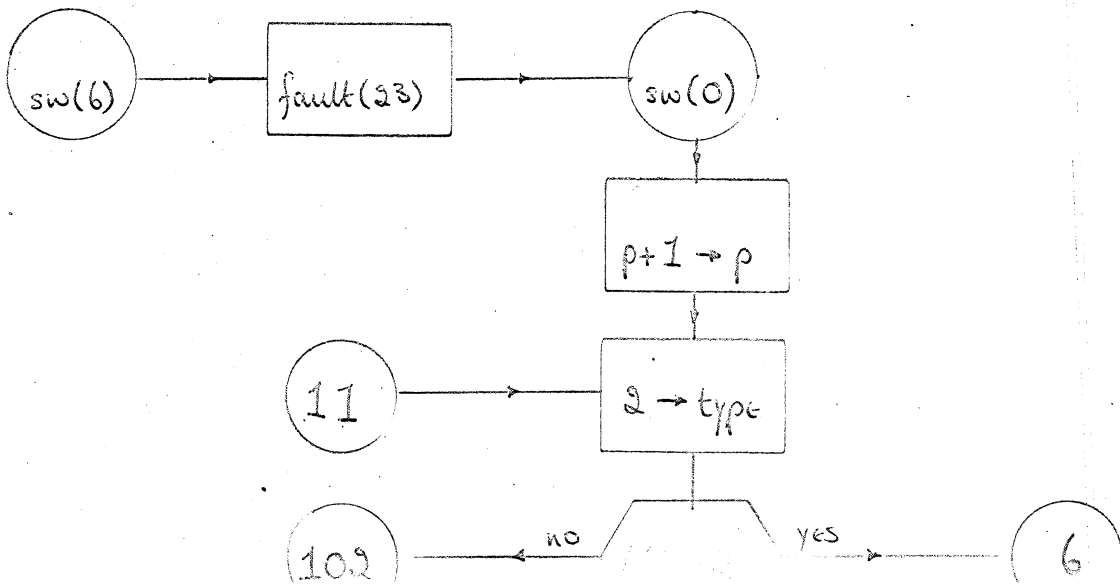 sw(6)
fault(23)
sw(0)
p+1 → p
11
2 → type
102
no
yes
6